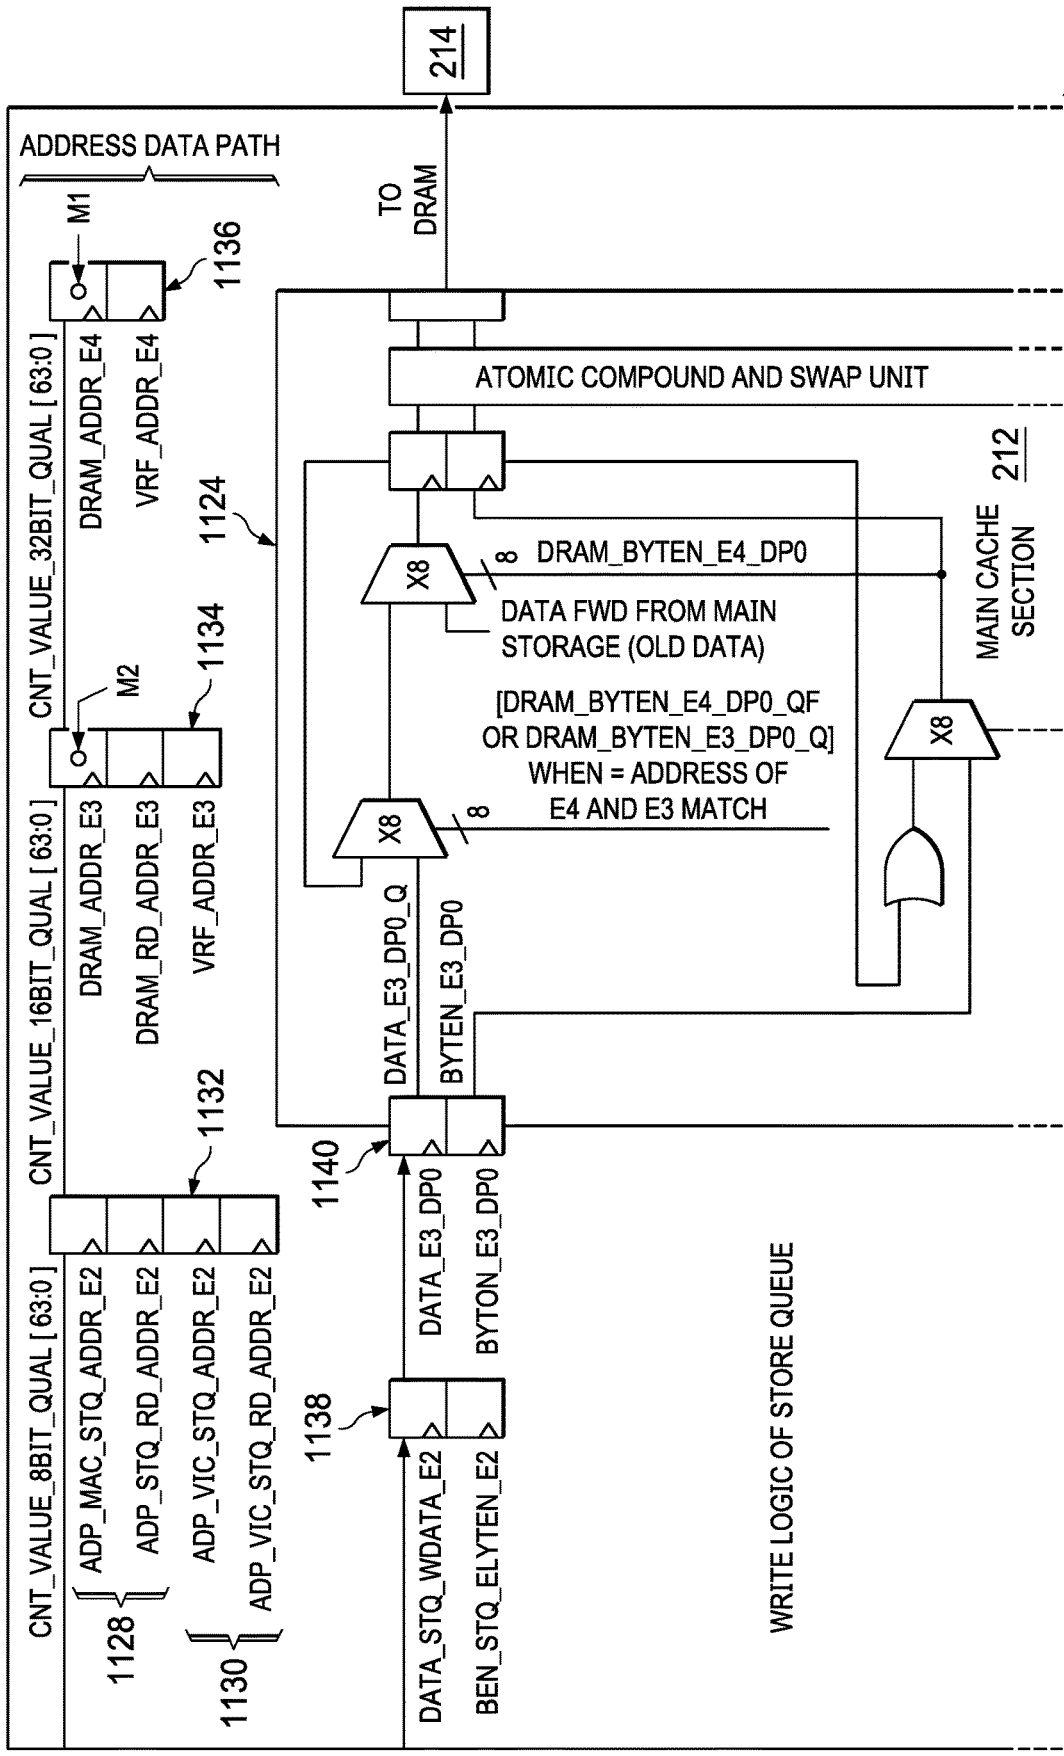 ADDRESS DATA PATH
CNT_VALUE_8BIT_QUAL [ 63:0 ]
CNT_VALUE_16BIT_QUAL [ 63:0 ]
CNT_VALUE_32BIT_QUAL [ 63:0 ]
1128
ADP_MAC_STQ_ADDR_E2
ADP_STQ_RD_ADDR_E2
1130
ADP_VIC_STQ_ADDR_E2
ADP_VIC_STQ_RD_ADDR_E2
1132
DRAM_ADDR_E3
DRAM_RD_ADDR_E3
VRF_ADDR_E3
M2
1134
DRAM_ADDR_E4
VRF_ADDR_E4
M1
1136
1124
DATA_STQ_WDATA_E2
BEN_STQ_ELYTEN_E2
1138
DATA_E3_DP0
BYTON_E3_DP0
1140
DATA_E3_DP0_Q
BYTEN_E3_DP0
X8
8
[DRAM_BYTEN_E4_DP0_QF
OR DRAM_BYTEN_E3_DP0_Q]
WHEN = ADDRESS OF
E4 AND E3 MATCH
X8
8
DRAM_BYTEN_E4_DP0
DATA FWD FROM MAIN
STORAGE (OLD DATA)
X8
ATOMIC COMPOUND AND SWAP UNIT
TO
DRAM
214
MAIN CACHE
SECTION
212
WRITE LOGIC OF STORE QUEUE